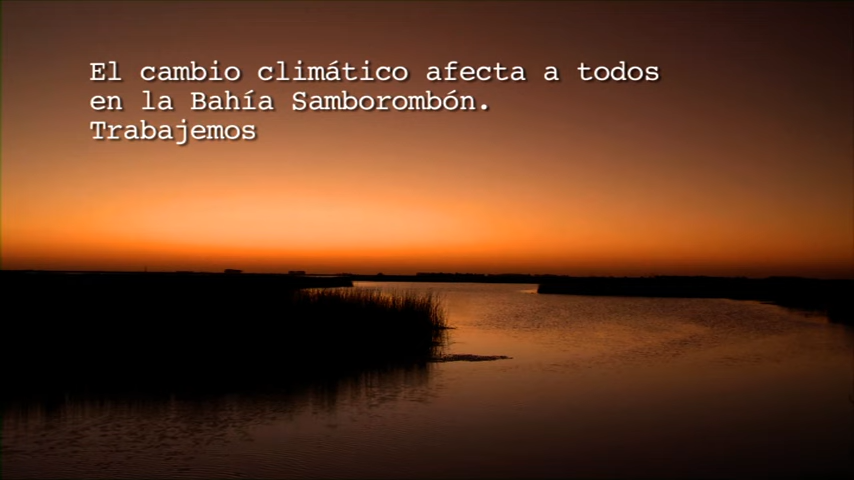 El cambio climático afecta a todos
en la Bahía Samborombón.
Trabajemos